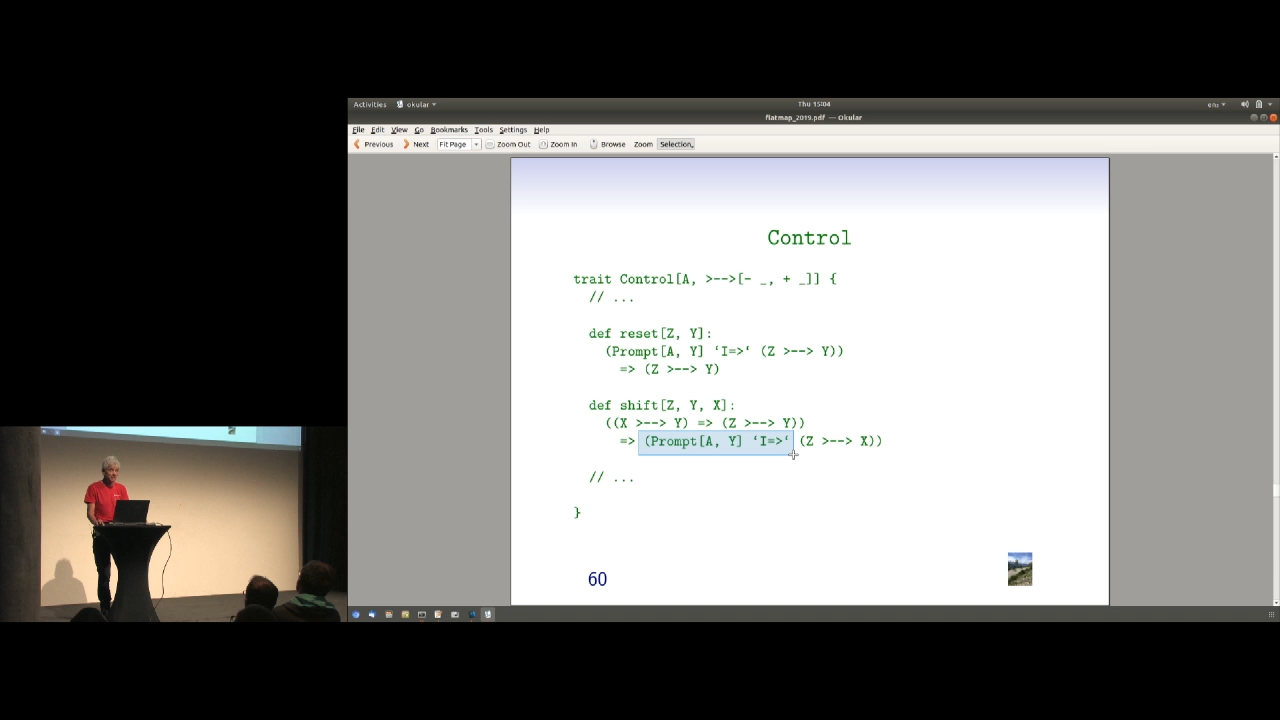 Activities okular Thu 15:04 en₂
flatmap_2019.pdf — Okular
File Edit View Go Bookmarks Tools Settings Help
Previous Next Fit Page Zoom Out Zoom In Browse Zoom Selection
Control
trait Control[A, >-->[- _, + _]] {
// ...
def reset[Z, Y]:
(Prompt[A, Y] ‘I=>‘ (Z >--> Y))
=> (Z >--> Y)
def shift[Z, Y, X]:
((X >--> Y) => (Z >--> Y))
=> (Prompt[A, Y] ‘I=>‘ (Z >--> X))
// ...
}
60